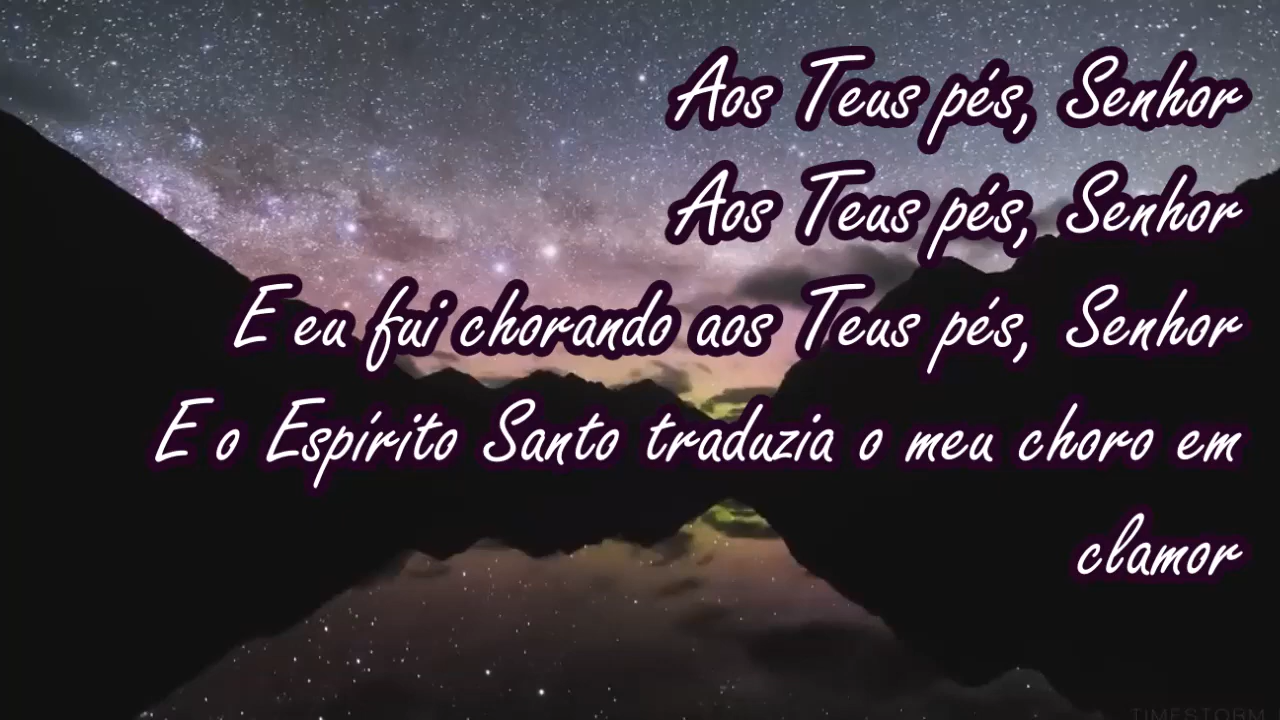 Aos Teus pés, Senhor
Aos Teus pés, Senhor
E eu fui chorando aos Teus pés, Senhor
E o Espírito Santo traduzia o meu choro em
clamor
TIMESTORM